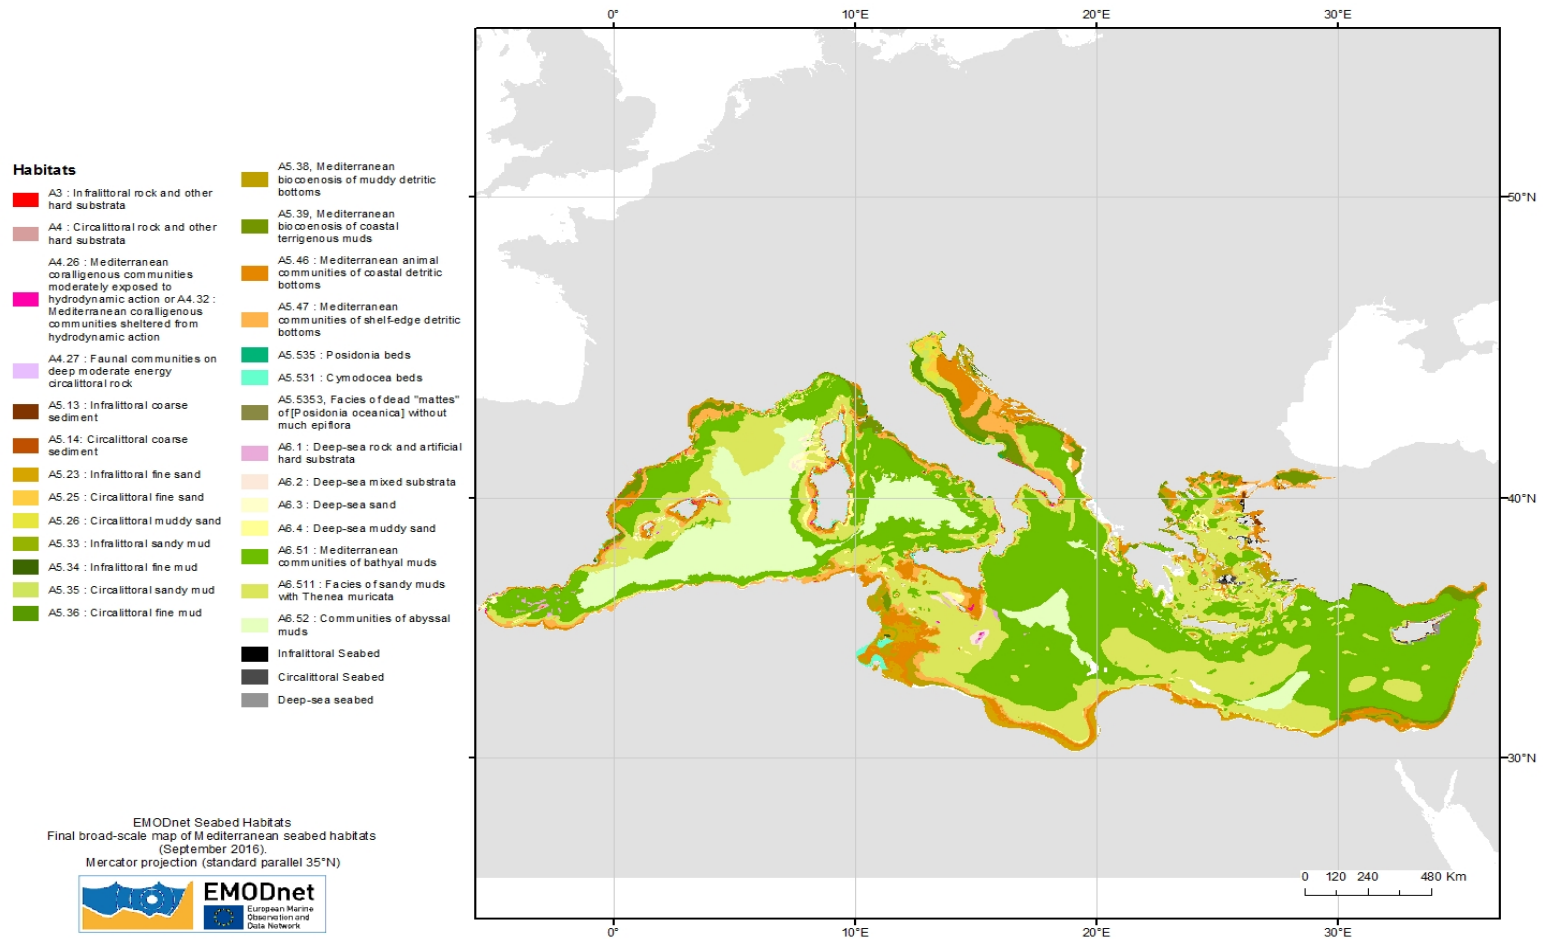 0°
10°E
20°E
30°E
Habitats
A3 : Infralittoral rock and other
hard substrata
A4 : Circalittoral rock and other
hard substrata
A4.26 : Mediterranean
coralligenous communities
moderately exposed to
hydrodynamic action or A4.32 :
Mediterranean coralligenous
communities sheltered from
hydrodynamic action
A4.27 : Faunal communities on
deep moderate energy
circalittoral rock
A5.13 : Infralittoral coarse
sediment
A5.14: Circalittoral coarse
sediment
A5.23 : Infralittoral fine sand
A5.25 : Circalittoral fine sand
A5.26 : Circalittoral muddy sand
A5.33 : Infralittoral sandy mud
A5.34 : Infralittoral fine mud
A5.35 : Circalittoral sandy mud
A5.36 : Circalittoral fine mud
A5.38, Mediterranean
biocoenosis of muddy detritic
bottoms
A5.39, Mediterranean
biocoenosis of coastal
terrigenous muds
A5.46 : Mediterranean animal
communities of coastal detritic
bottoms
A5.47 : Mediterranean
communities of shelf-edge detritic
bottoms
A5.535 : Posidonia beds
A5.531 : Cymodocea beds
A5.5353, Facies of dead "mattes"
of [Posidonia oceanica] without
much epiflora
A6.1 : Deep-sea rock and artificial
hard substrata
A6.2 : Deep-sea mixed substrata
A6.3 : Deep-sea sand
A6.4 : Deep-sea muddy sand
A6.51 : Mediterranean
communities of bathyal muds
A6.511 : Facies of sandy muds
with Thenea muricata
A6.52 : Communities of abyssal
muds
Infralittoral Seabed
Circalittoral Seabed
Deep-sea seabed
50°N
40°N
30°N
0 120 240 480 Km
EMODnet Seabed Habitats
Final broad-scale map of Mediterranean seabed habitats
(September 2016).
Mercator projection (standard parallel 35°N)
EMODnet
European Marine
Observation and
Data Network
0°
10°E
20°E
30°E